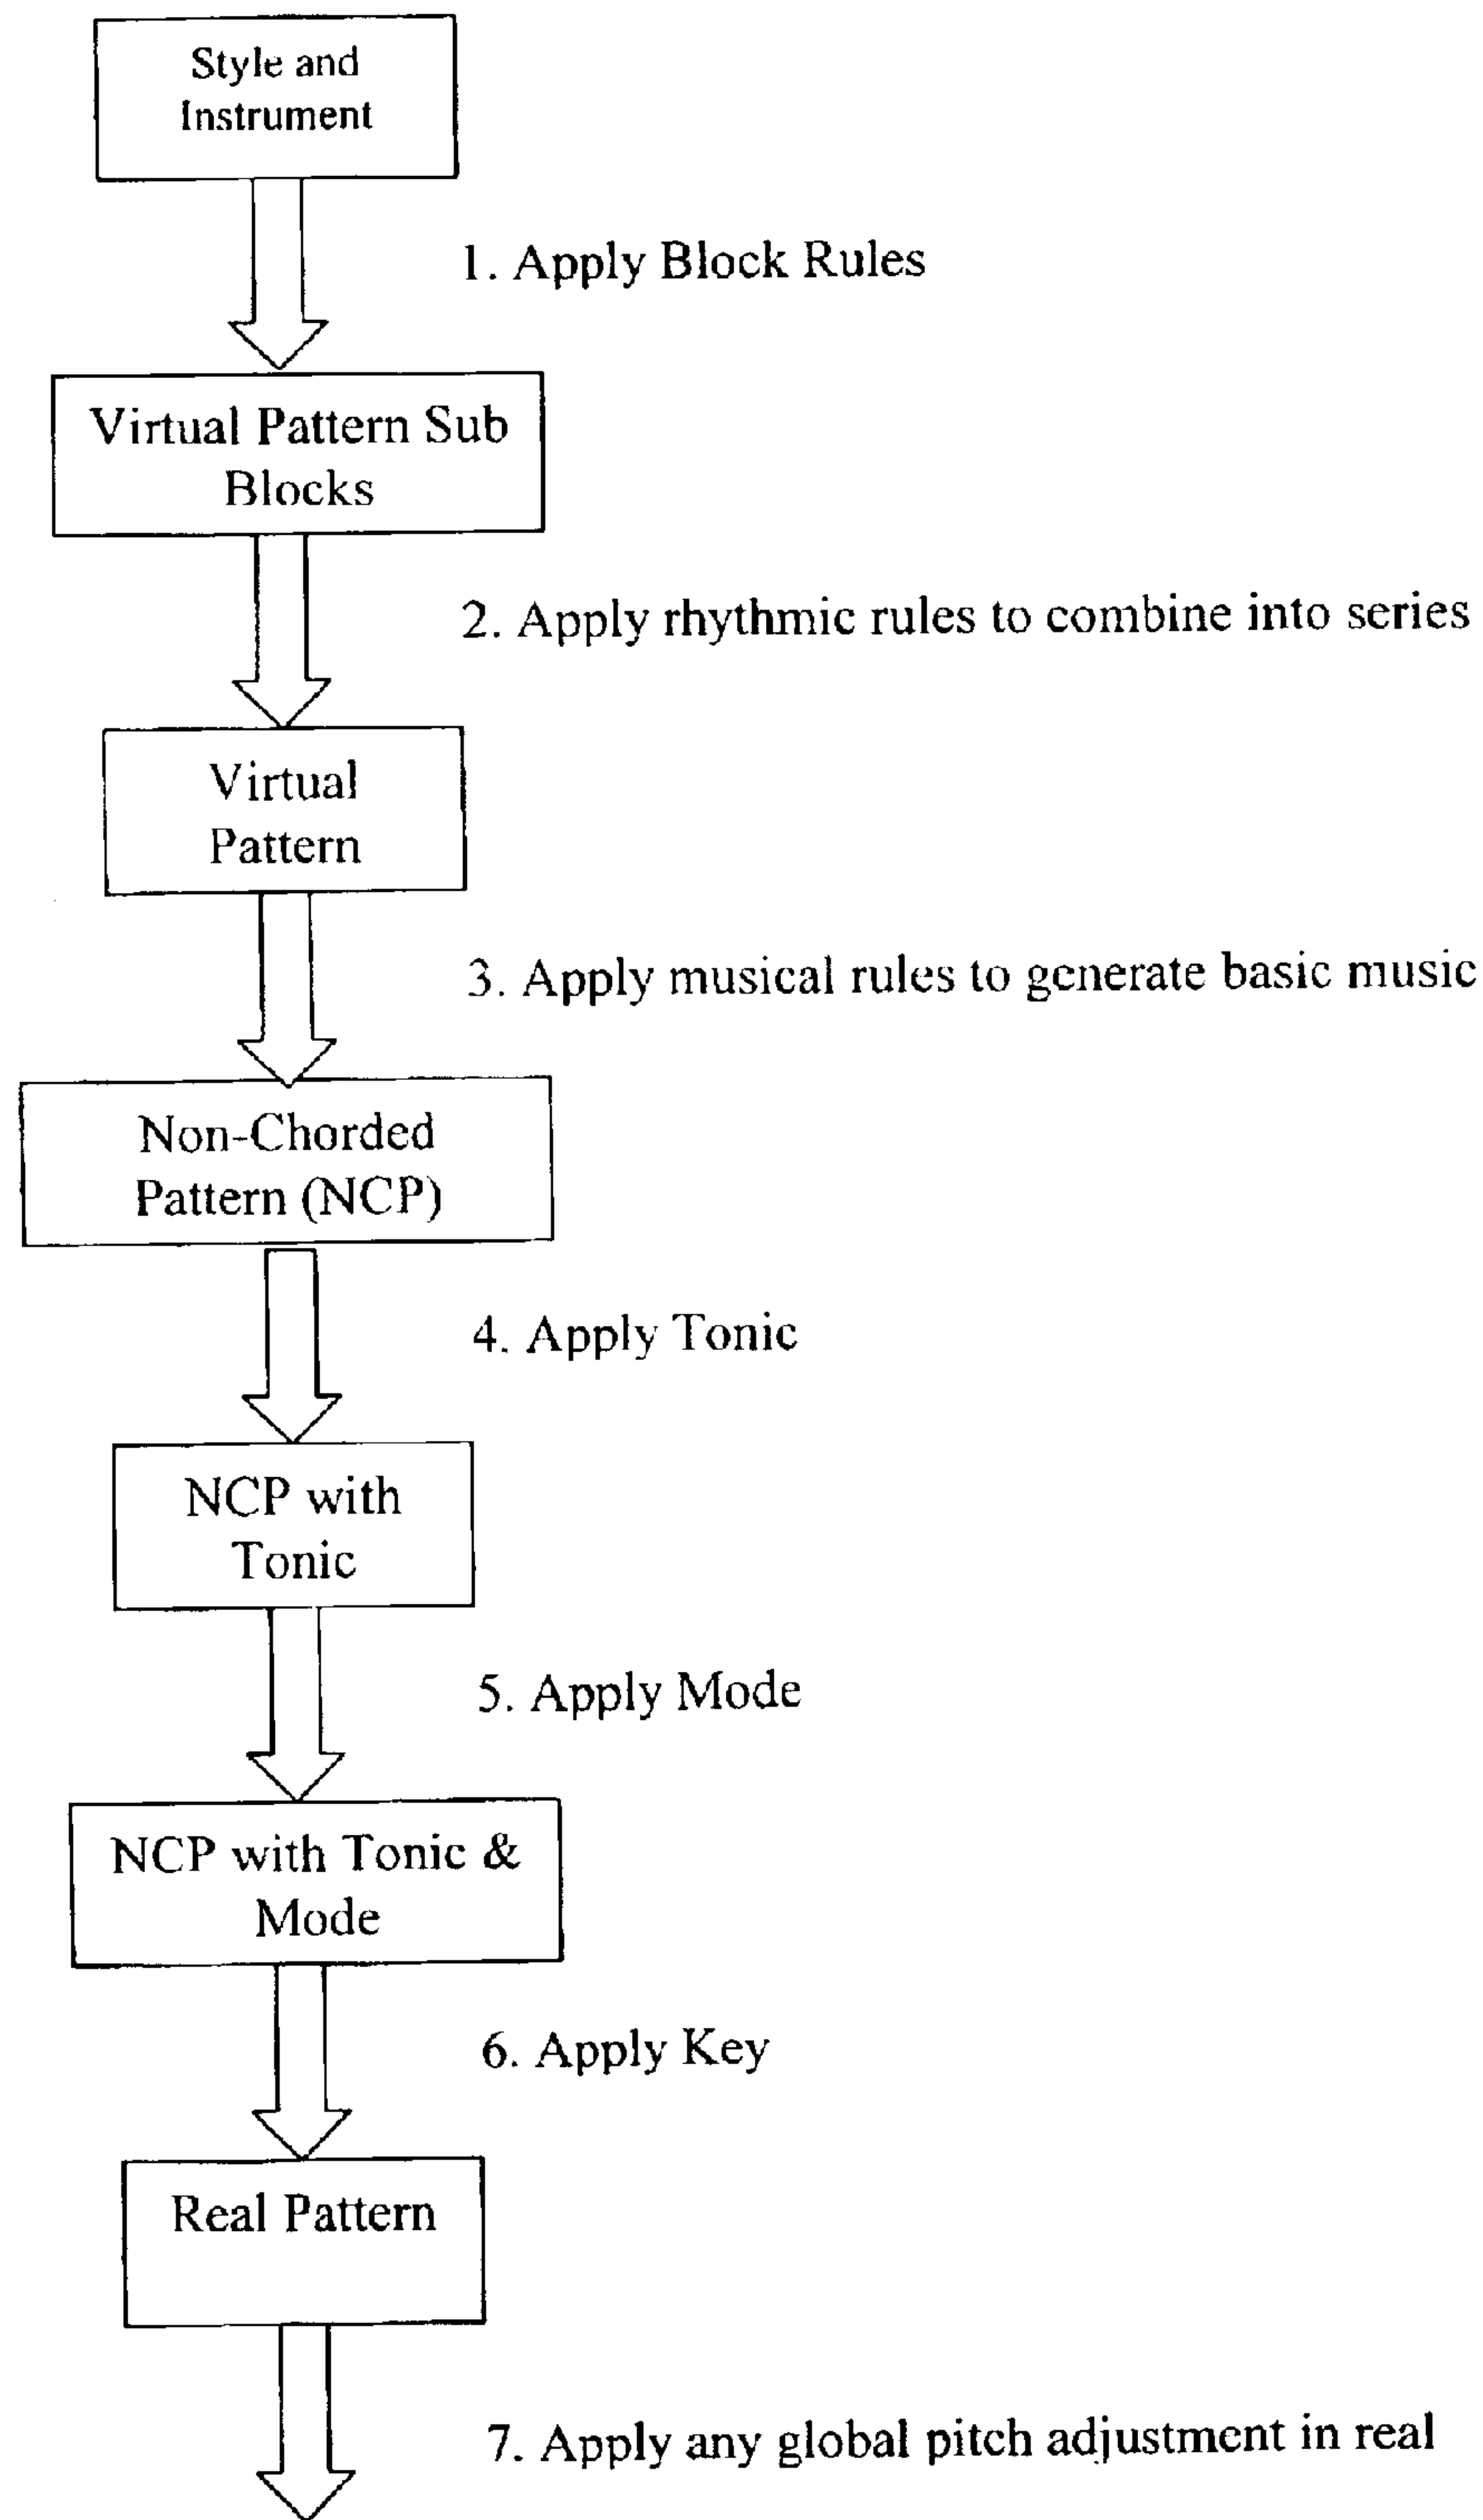 Style and
Instrument
1. Apply Block Rules
Virtual Pattern Sub
Blocks
2. Apply rhythmic rules to combine into series
Virtual
Pattern
3. Apply musical rules to generate basic music
Non-Chorded
Pattern (NCP)
4. Apply Tonic
NCP with
Tonic
5. Apply Mode
NCP with Tonic &
Mode
6. Apply Key
Real Pattern
7. Apply any global pitch adjustment in real